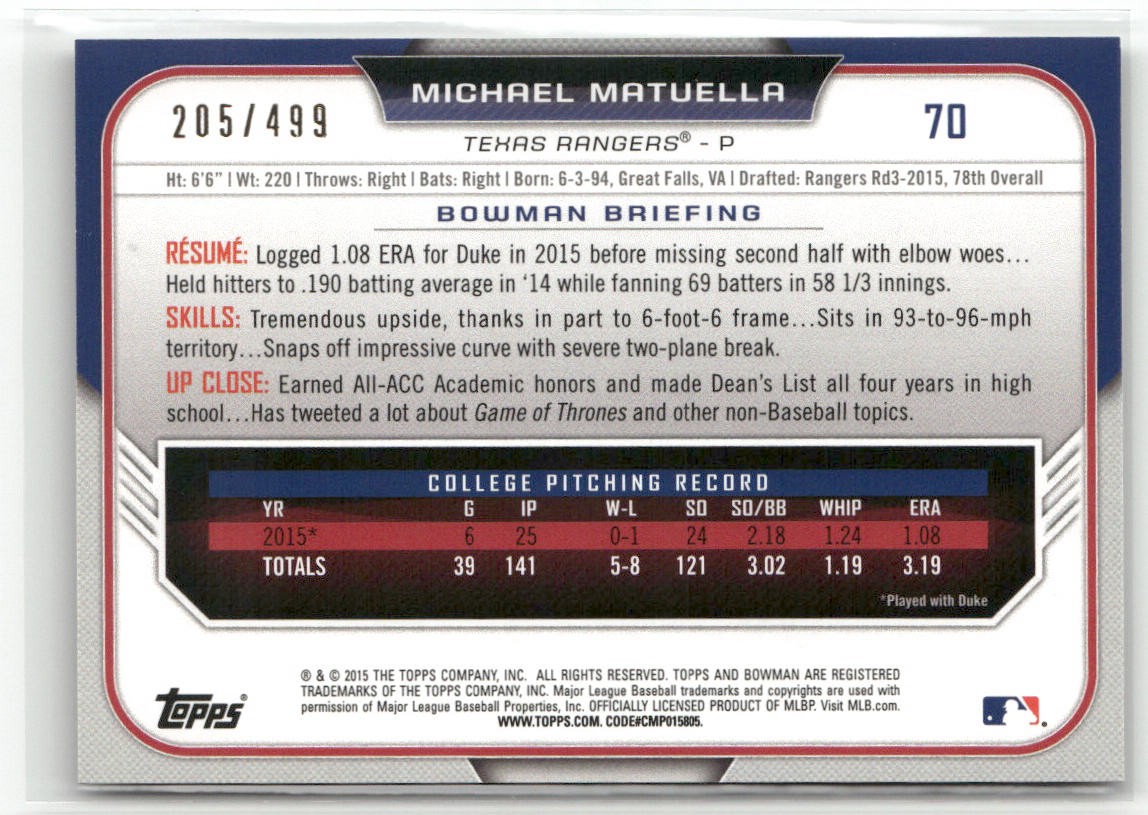 205/499
MICHAEL MATUELLA
70
TEXAS RANGERS® - P
Ht: 6'6" | Wt: 220 | Throws: Right | Bats: Right | Born: 6-3-94, Great Falls, VA | Drafted: Rangers Rd3-2015, 78th Overall
BOWMAN BRIEFING
RÉSUMÉ: Logged 1.08 ERA for Duke in 2015 before missing second half with elbow woes...
Held hitters to .190 batting average in '14 while fanning 69 batters in 58 1/3 innings.
SKILLS: Tremendous upside, thanks in part to 6-foot-6 frame...Sits in 93-to-96-mph
territory...Snaps off impressive curve with severe two-plane break.
UP CLOSE: Earned All-ACC Academic honors and made Dean's List all four years in high
school...Has tweeted a lot about Game of Thrones and other non-Baseball topics.
COLLEGE PITCHING RECORD
YR G IP W-L SO SO/BB WHIP ERA
2015* 6 25 0-1 24 2.18 1.24 1.08
TOTALS 39 141 5-8 121 3.02 1.19 3.19
*Played with Duke
® & © 2015 THE TOPPS COMPANY, INC. ALL RIGHTS RESERVED. TOPPS AND BOWMAN ARE REGISTERED
TRADEMARKS OF THE TOPPS COMPANY, INC. Major League Baseball trademarks and copyrights are used with
permission of Major League Baseball Properties, Inc. OFFICIALLY LICENSED PRODUCT OF MLBP. Visit MLB.com.
WWW.TOPPS.COM. CODE#CMP015805.
Topps®